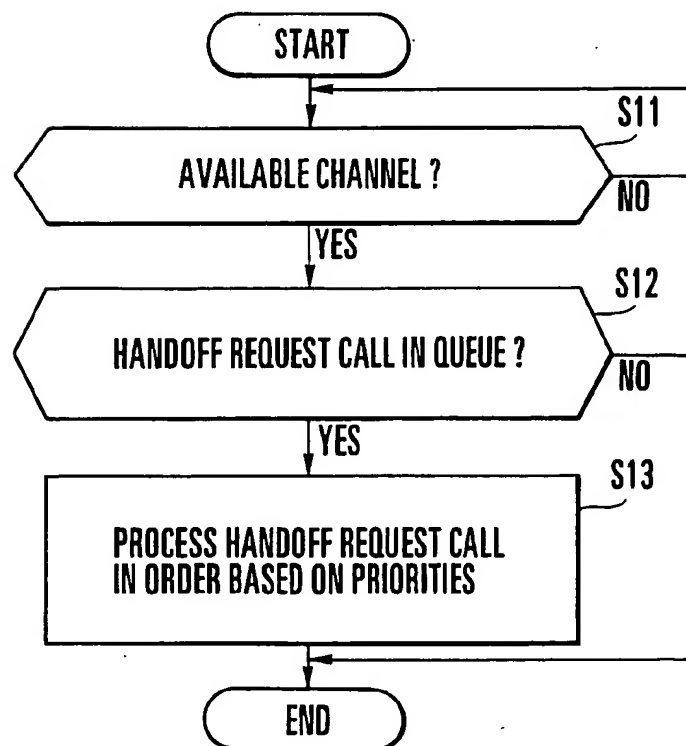 START
S11
AVAILABLE CHANNEL ?
NO
YES
S12
HANDOFF REQUEST CALL IN QUEUE ?
NO
YES
S13
PROCESS HANDOFF REQUEST CALL
IN ORDER BASED ON PRIORITIES
END